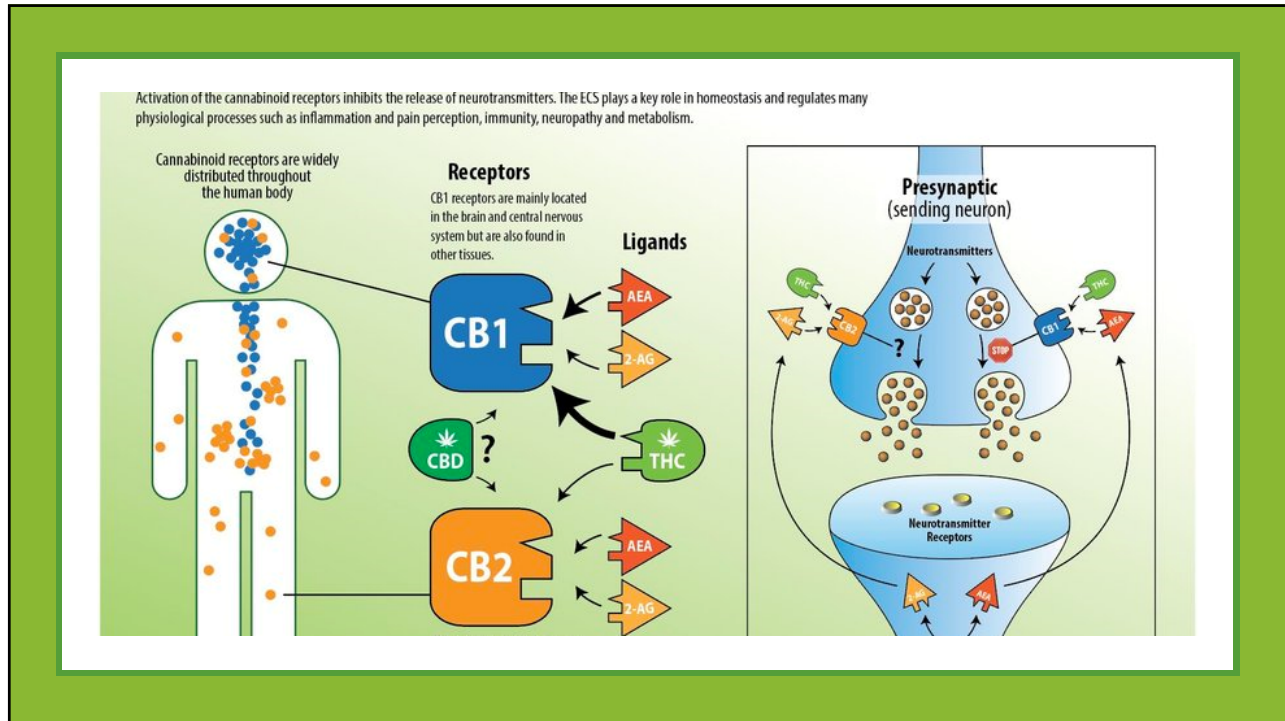 Activation of the cannabinoid receptors inhibits the release of neurotransmitters. The ECS plays a key role in homeostasis and regulates many
physiological processes such as inflammation and pain perception, immunity, neuropathy and metabolism.
Cannabinoid receptors are widely
distributed throughout
the human body
Receptors
CB1 receptors are mainly located
in the brain and central nervous
system but are also found in
other tissues.
Ligands
CB1
AEA
2-AG
CBD
?
THC
CB2
AEA
2-AG
Presynaptic
(sending neuron)
Neurotransmitters
THC
2-AG
CB2
?
STOP
CB1
THC
AEA
Neurotransmitter
Receptors
2-AG
AEA